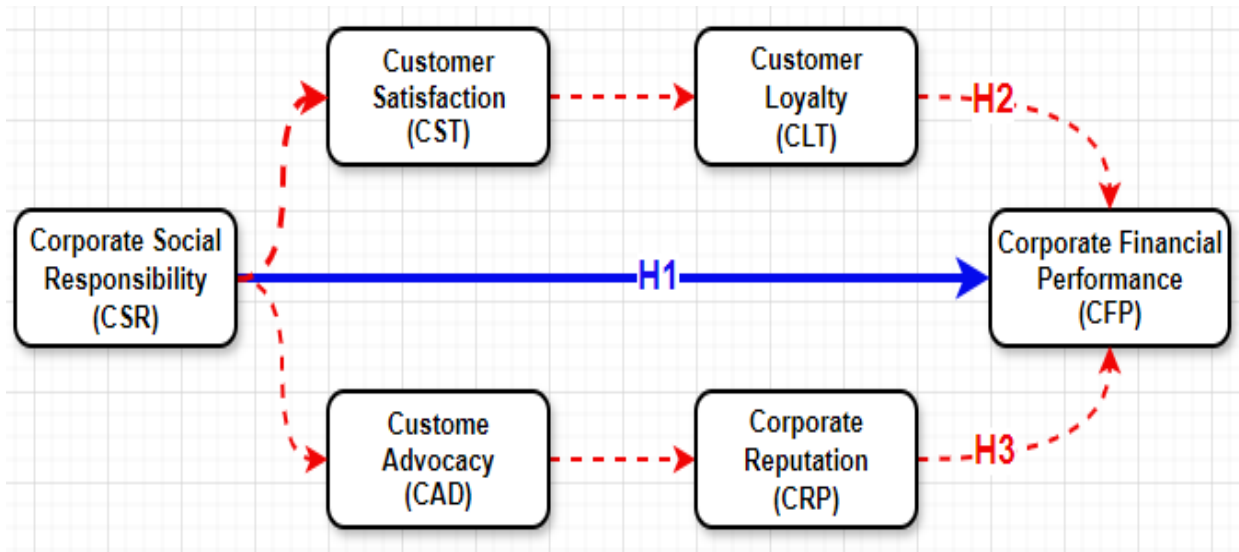 Customer
Satisfaction
(CST)
Customer
Loyalty
(CLT)
H2
Corporate Social
Responsibility
(CSR)
H1
Corporate Financial
Performance
(CFP)
Custome
Advocacy
(CAD)
Corporate
Reputation
(CRP)
H3